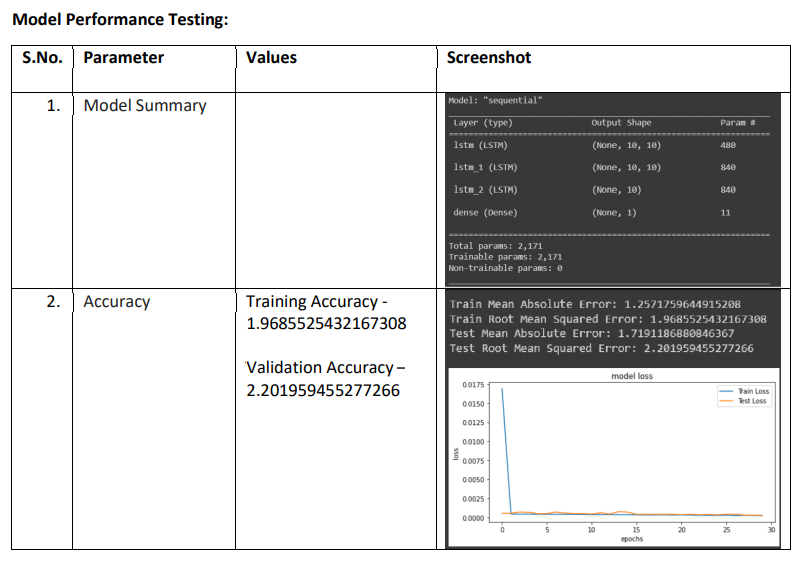 Model Performance Testing:
S.No. Parameter Values Screenshot
1. Model Summary
Model: "sequential"
Layer (type) Output Shape Param #
=================================================================
lstm (LSTM) (None, 10, 10) 480
lstm_1 (LSTM) (None, 10, 10) 840
lstm_2 (LSTM) (None, 10) 840
dense (Dense) (None, 1) 11
=================================================================
Total params: 2,171
Trainable params: 2,171
Non-trainable params: 0
2. Accuracy
Training Accuracy -
1.9685525432167308
Validation Accuracy –
2.201959455277266
Train Mean Absolute Error: 1.2571759644915208
Train Root Mean Squared Error: 1.9685525432167308
Test Mean Absolute Error: 1.7191186880846367
Test Root Mean Squared Error: 2.201959455277266
model loss
Train Loss
Test Loss
0.0175
0.0150
0.0125
0.0100
0.0075
0.0050
0.0025
0.0000
loss
0 5 10 15 20 25 30
epochs